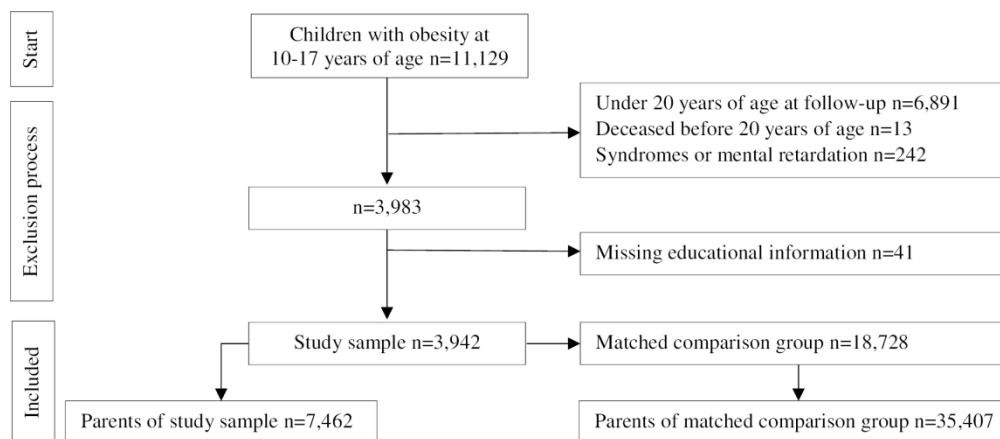 Start
Children with obesity at
10-17 years of age n=11,129
Exclusion process
Under 20 years of age at follow-up n=6,891
Deceased before 20 years of age n=13
Syndromes or mental retardation n=242
n=3,983
Missing educational information n=41
Included
Study sample n=3,942
Matched comparison group n=18,728
Parents of study sample n=7,462
Parents of matched comparison group n=35,407